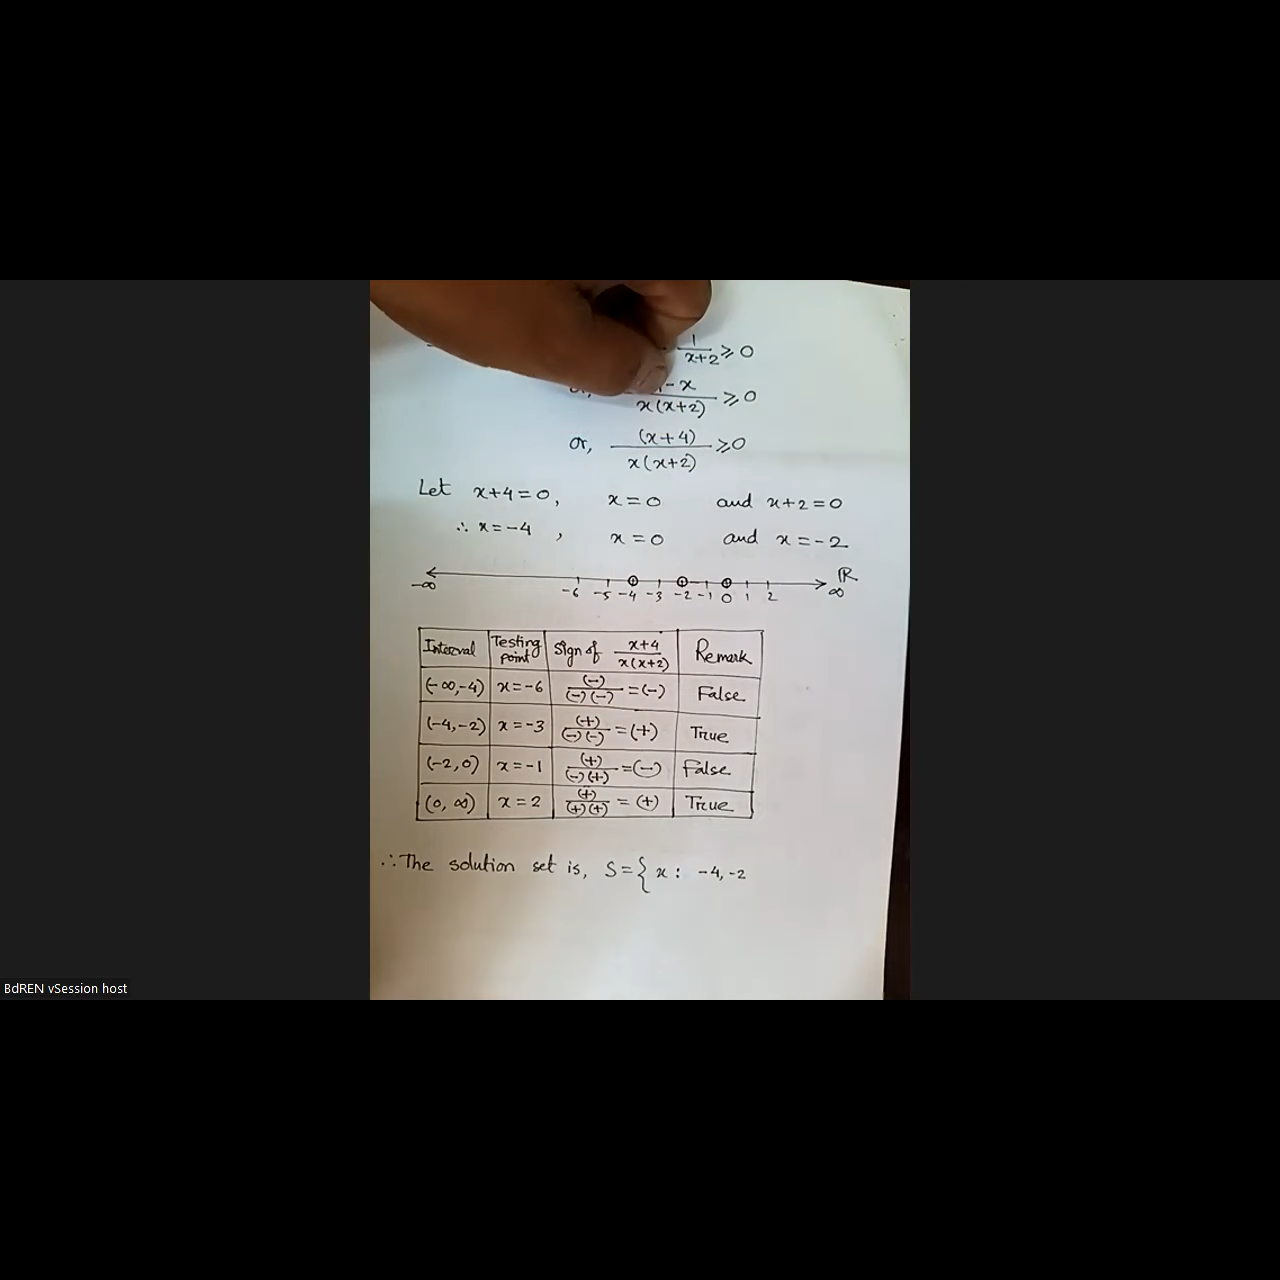 1/(x+2) ≥ 0
- x / x(x+2) ≥ 0
or, (x+4) / x(x+2) ≥ 0
Let x+4=0, x=0 and x+2=0
∴ x=-4, x=0 and x=-2
-∞ -6 -5 -4 -3 -2 -1 0 1 2 ∞ ℝ
Interval Testing point Sign of (x+4)/x(x+2) Remark
(-∞,-4) x=-6 (-)/(-)(-) =(-) False
(-4,-2) x=-3 (+)/(-)(-) =(+) True
(-2,0) x=-1 (+)/(-)(+) =(-) False
(0, ∞) x=2 (+)/(+)(+) = (+) True
∴ The solution set is, S={ x : -4,-2
BdREN vSession host